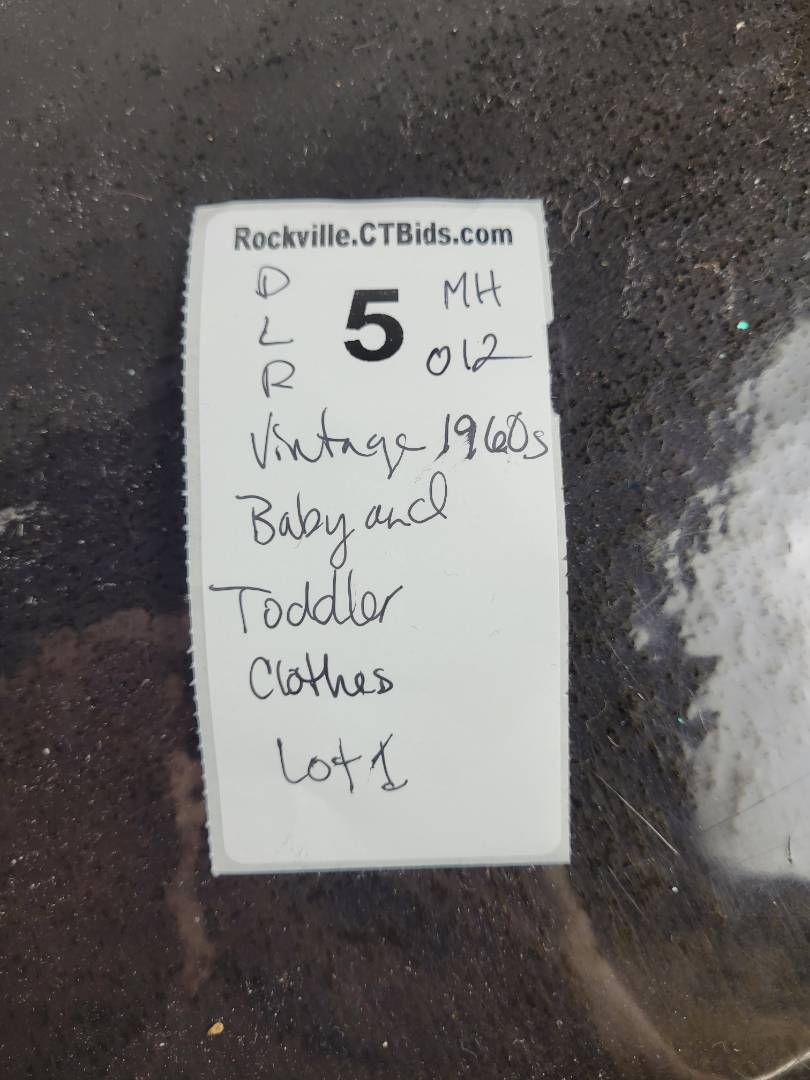 Rockville.CTBids.com
D
L
R
5
MH
012
Vintage 1960s
Baby and
Toddler
Clothes
Lot 1